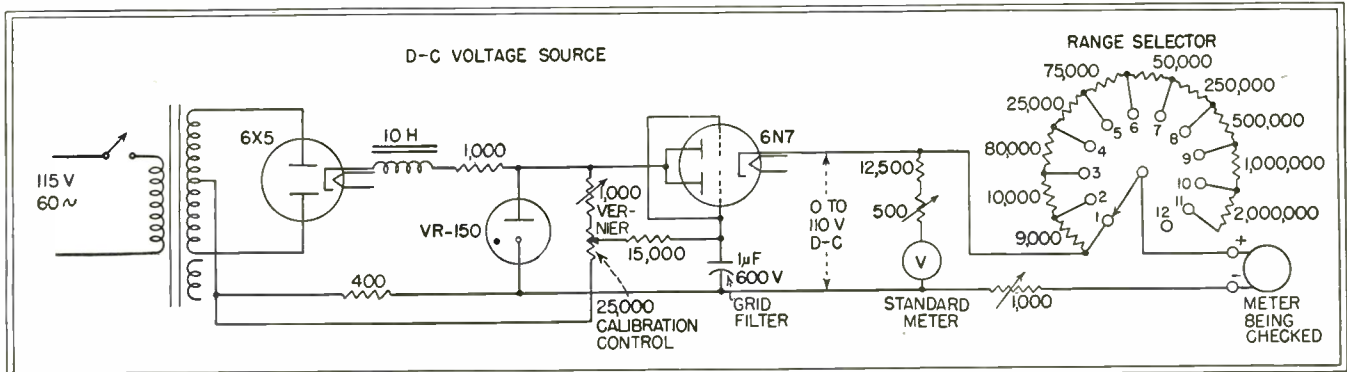 D-C VOLTAGE SOURCE
RANGE SELECTOR
115 V
60 ~
6X5
10 H
1,000
400
VR-150
1,000
VER-
NIER
15,000
25,000
CALIBRATION
CONTROL
1µF
600 V
GRID
FILTER
6N7
0 TO
110 V
D-C
12,500
500
V
STANDARD
METER
1,000
9,000
10,000
80,000
25,000
75,000
50,000
250,000
500,000
1,000,000
2,000,000
1
2
3
4
5
6
7
8
9
10
11
12
+
-
METER
BEING
CHECKED